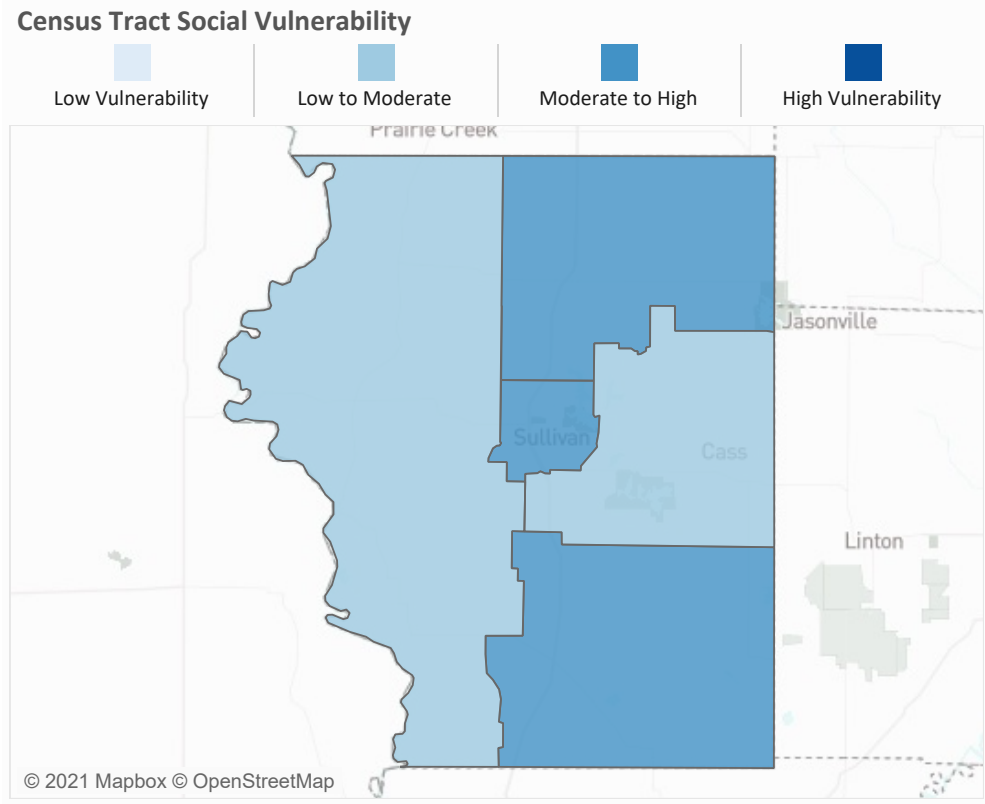 Census Tract Social Vulnerability
Low Vulnerability
Low to Moderate
Moderate to High
High Vulnerability
Prairie Creek
Jasonville
Sullivan
Cass
Linton
© 2021 Mapbox © OpenStreetMap